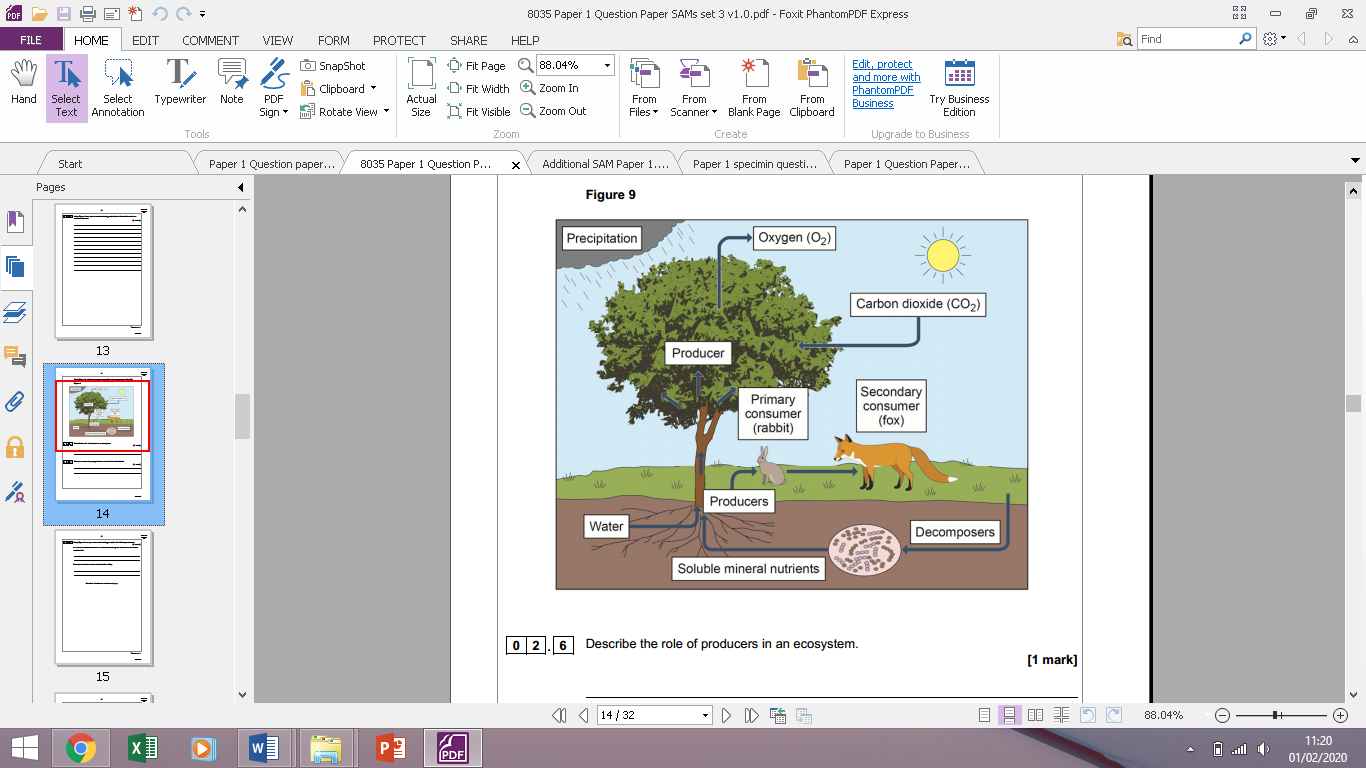 8035 Paper 1 Question Paper SAMs set 3 v1.0.pdf - Foxit PhantomPDF Express
FILE HOME EDIT COMMENT VIEW FORM PROTECT SHARE HELP
Find
Hand
Select Text
Select Annotation
Typewriter
Note
PDF Sign
SnapShot
Clipboard
Rotate View
Tools
Actual Size
Fit Page
Fit Width
Fit Visible
88.04%
Zoom In
Zoom Out
Zoom
From Files
From Scanner
From Blank Page
From Clipboard
Create
Edit, protect
and more with
PhantomPDF
Business
Try Business Edition
Upgrade to Business
Start
Paper 1 Question paper...
8035 Paper 1 Question P...
Additional SAM Paper 1....
Paper 1 specimin questi...
Paper 1 Question Paper...
Pages
13
14
15
Figure 9
Precipitation
Oxygen (O2)
Carbon dioxide (CO2)
Producer
Primary
consumer
(rabbit)
Secondary
consumer
(fox)
Producers
Water
Decomposers
Soluble mineral nutrients
0 2 . 6 Describe the role of producers in an ecosystem.
[1 mark]
14 / 32
88.04%
11:20
01/02/2020